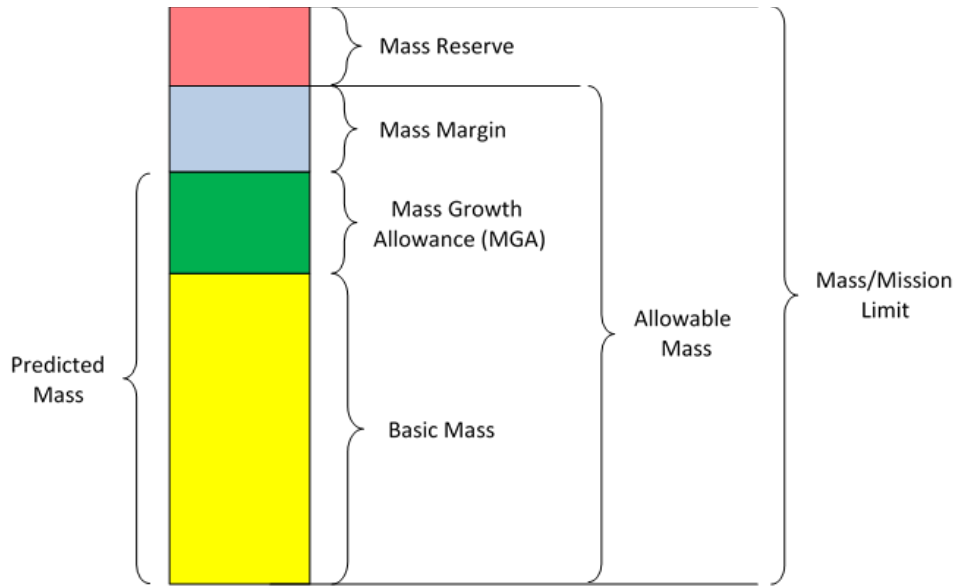 Mass Reserve
Mass Margin
Mass Growth
Allowance (MGA)
Mass/Mission
Limit
Allowable
Mass
Predicted
Mass
Basic Mass